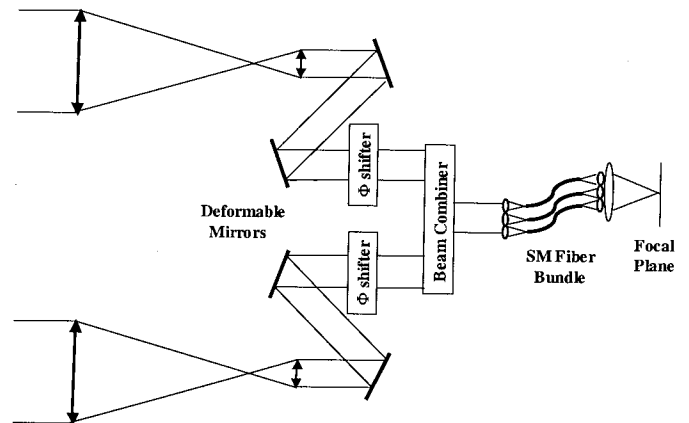 Φ shifter
Deformable
Mirrors
Φ shifter
Beam Combiner
SM Fiber
Bundle
Focal
Plane